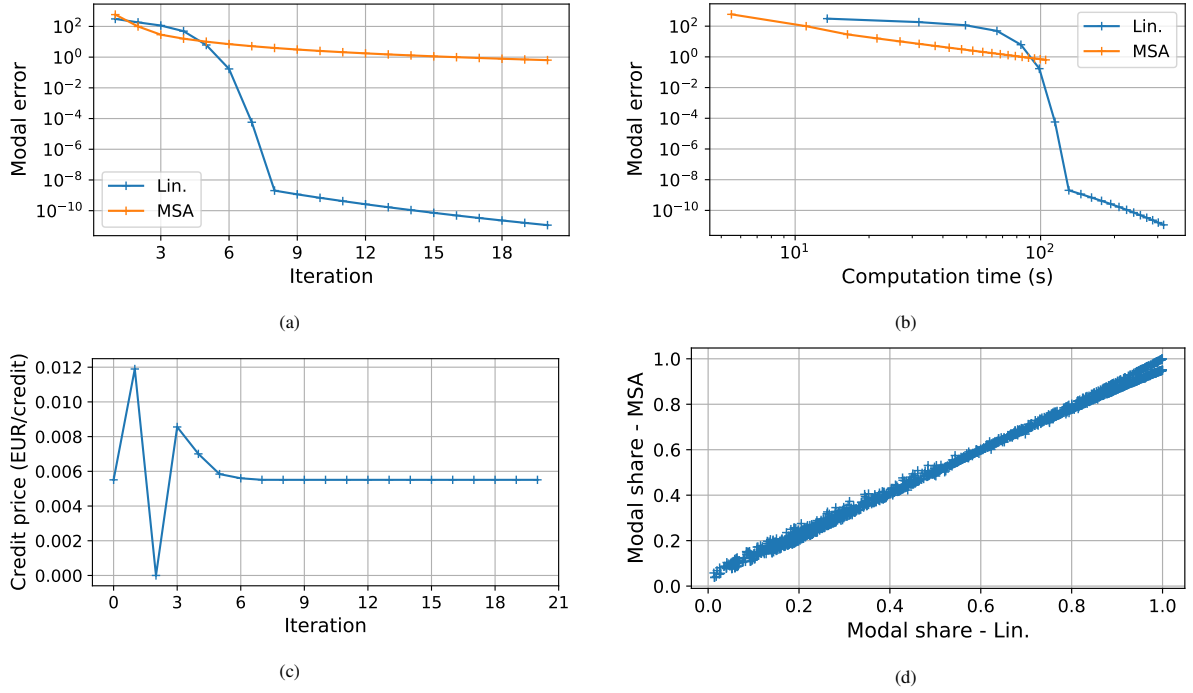 Modal error
10^2
10^0
10^−2
10^−4
10^−6
10^−8
10^−10
Lin.
MSA
3 6 9 12 15 18
Iteration
(a)
Modal error
10^2
10^0
10^−2
10^−4
10^−6
10^−8
10^−10
Lin.
MSA
10^1 10^2
Computation time (s)
(b)
Credit price (EUR/credit)
0.012
0.010
0.008
0.006
0.004
0.002
0.000
0 3 6 9 12 15 18 21
Iteration
(c)
Modal share - MSA
1.0
0.8
0.6
0.4
0.2
0.0
0.0 0.2 0.4 0.6 0.8 1.0
Modal share - Lin.
(d)